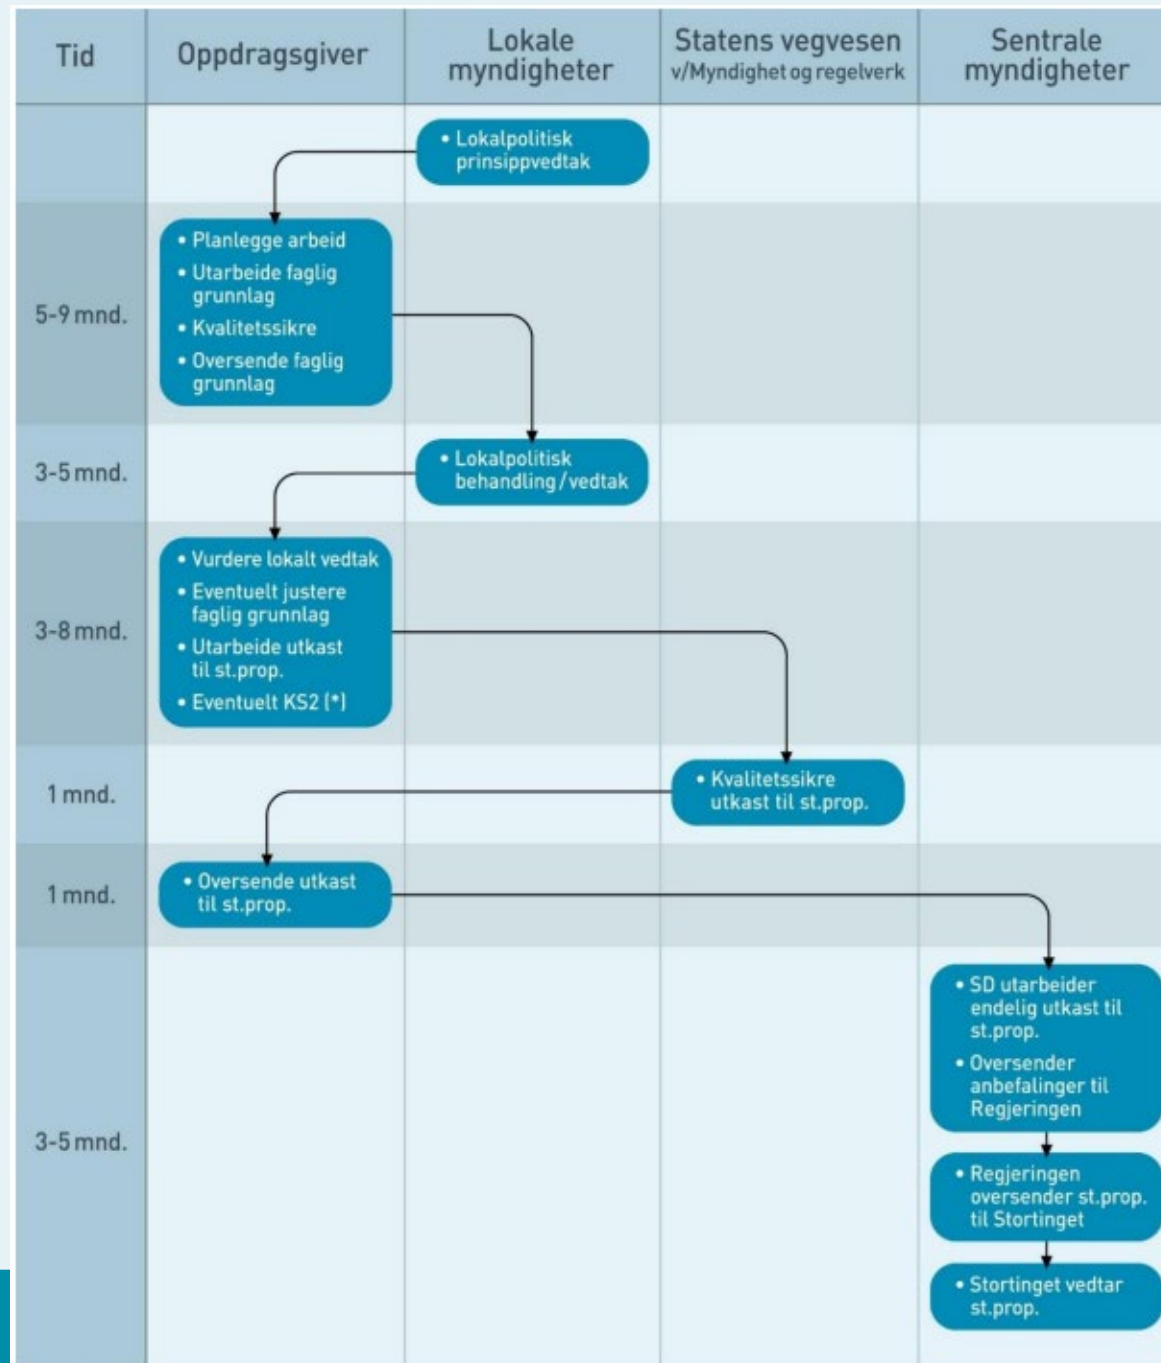 Tid
Oppdragsgiver
Lokale
myndigheter
Statens vegvesen
v/Myndighet og regelverk
Sentrale
myndigheter
• Lokalpolitisk
prinsippvedtak
5-9 mnd.
• Planlegge arbeid
• Utarbeide faglig
grunnlag
• Kvalitetssikre
• Oversende faglig
grunnlag
3-5 mnd.
• Lokalpolitisk
behandling/vedtak
3-8 mnd.
• Vurdere lokalt vedtak
• Eventuelt justere
faglig grunnlag
• Utarbeide utkast
til st.prop.
• Eventuelt KS2 (*)
1 mnd.
• Kvalitetssikre
utkast til st.prop.
1 mnd.
• Oversende utkast
til st.prop.
3-5 mnd.
• SD utarbeider
endelig utkast til
st.prop.
• Oversender
anbefalinger til
Regjeringen
• Regjeringen
oversender st.prop.
til Stortinget
• Stortinget vedtar
st.prop.